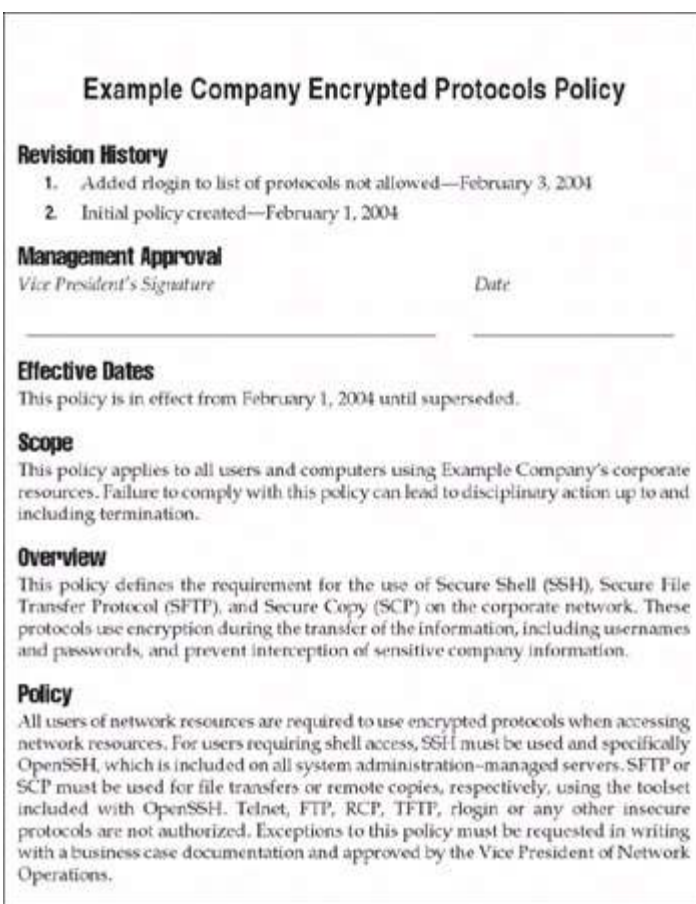 Example Company Encrypted Protocols Policy
Revision History
1. Added rlogin to list of protocols not allowed—February 3, 2004
2. Initial policy created—February 1, 2004
Management Approval
Vice President's Signature Date
Effective Dates
This policy is in effect from February 1, 2004 until superseded.
Scope
This policy applies to all users and computers using Example Company's corporate
resources. Failure to comply with this policy can lead to disciplinary action up to and
including termination.
Overview
This policy defines the requirement for the use of Secure Shell (SSH), Secure File
Transfer Protocol (SFTP), and Secure Copy (SCP) on the corporate network. These
protocols use encryption during the transfer of the information, including usernames
and passwords, and prevent interception of sensitive company information.
Policy
All users of network resources are required to use encrypted protocols when accessing
network resources. For users requiring shell access, SSH must be used and specifically
OpenSSH, which is included on all system administration–managed servers. SFTP or
SCP must be used for file transfers or remote copies, respectively, using the toolset
included with OpenSSH. Telnet, FTP, RCP, TFTP, rlogin or any other insecure
protocols are not authorized. Exceptions to this policy must be requested in writing
with a business case documentation and approved by the Vice President of Network
Operations.